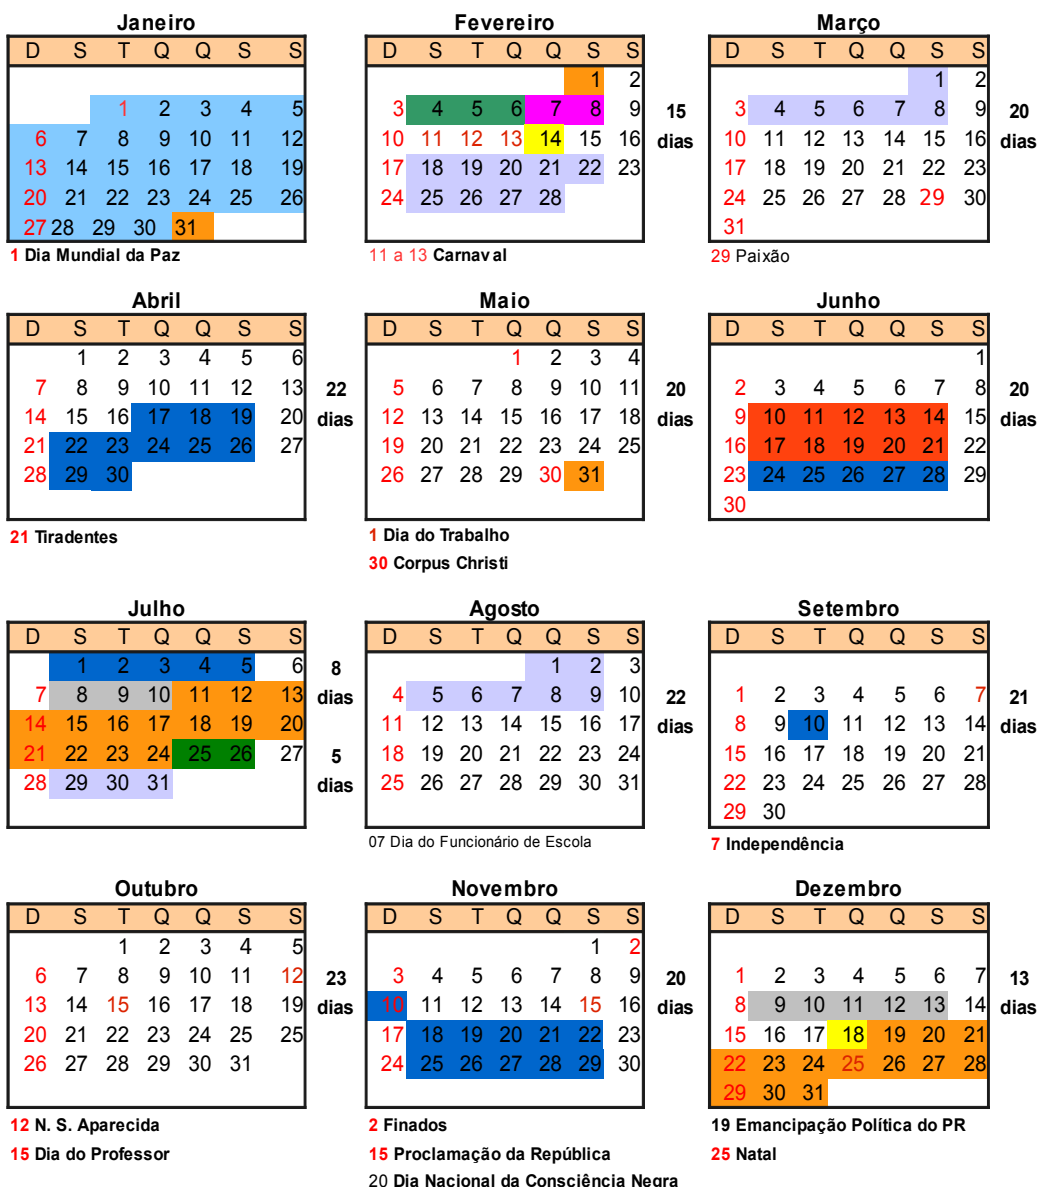 Janeiro
D S T Q Q S S
1 2 3 4 5
6 7 8 9 10 11 12
13 14 15 16 17 18 19
20 21 22 23 24 25 26
27 28 29 30 31
1 Dia Mundial da Paz
Fevereiro
D S T Q Q S S
1 2
3 4 5 6 7 8 9
10 11 12 13 14 15 16
17 18 19 20 21 22 23
24 25 26 27 28
15
dias
11 a 13 Carnaval
Março
D S T Q Q S S
1 2
3 4 5 6 7 8 9
10 11 12 13 14 15 16
17 18 19 20 21 22 23
24 25 26 27 28 29 30
31
20
dias
29 Paixão
Abril
D S T Q Q S S
1 2 3 4 5 6
7 8 9 10 11 12 13
14 15 16 17 18 19 20
21 22 23 24 25 26 27
28 29 30
22
dias
21 Tiradentes
Maio
D S T Q Q S S
1 2 3 4
5 6 7 8 9 10 11
12 13 14 15 16 17 18
19 20 21 22 23 24 25
26 27 28 29 30 31
20
dias
1 Dia do Trabalho
30 Corpus Christi
Junho
D S T Q Q S S
1
2 3 4 5 6 7 8
9 10 11 12 13 14 15
16 17 18 19 20 21 22
23 24 25 26 27 28 29
30
20
dias
Julho
D S T Q Q S S
1 2 3 4 5 6
7 8 9 10 11 12 13
14 15 16 17 18 19 20
21 22 23 24 25 26 27
28 29 30 31
8
dias
5
dias
Agosto
D S T Q Q S S
1 2 3
4 5 6 7 8 9 10
11 12 13 14 15 16 17
18 19 20 21 22 23 24
25 26 27 28 29 30 31
22
dias
07 Dia do Funcionário de Escola
Setembro
D S T Q Q S S
1 2 3 4 5 6 7
8 9 10 11 12 13 14
15 16 17 18 19 20 21
22 23 24 25 26 27 28
29 30
21
dias
7 Independência
Outubro
D S T Q Q S S
1 2 3 4 5
6 7 8 9 10 11 12
13 14 15 16 17 18 19
20 21 22 23 24 25 25
26 27 28 29 30 31
23
dias
12 N. S. Aparecida
15 Dia do Professor
Novembro
D S T Q Q S S
1 2
3 4 5 6 7 8 9
10 11 12 13 14 15 16
17 18 19 20 21 22 23
24 25 26 27 28 29 30
20
dias
2 Finados
15 Proclamação da República
20 Dia Nacional da Consciência Negra
Dezembro
D S T Q Q S S
1 2 3 4 5 6 7
8 9 10 11 12 13 14
15 16 17 18 19 20 21
22 23 24 25 26 27 28
29 30 31
13
dias
19 Emancipação Política do PR
25 Natal